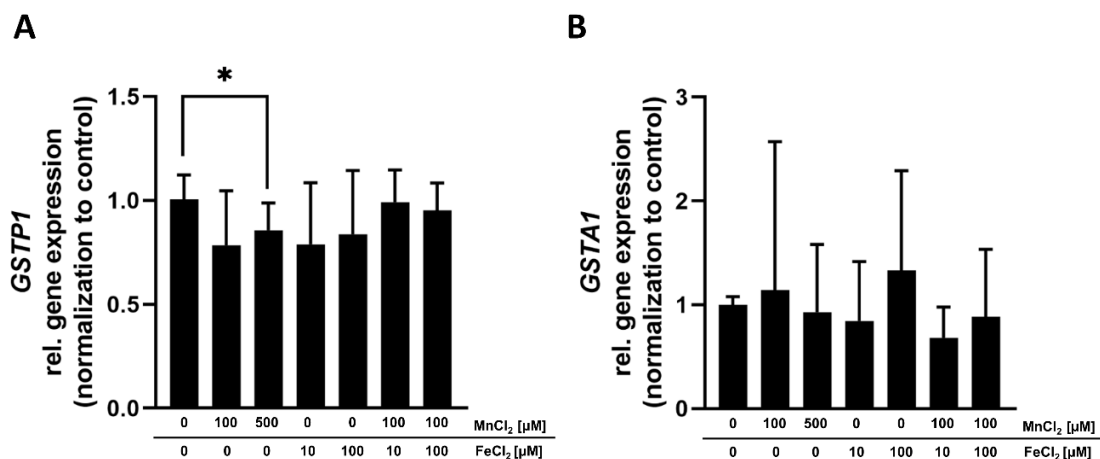 A
GSTP1
rel. gene expression
(normalization to control)
*
1.5
1.0
0.5
0.0
0 100 500 0 0 100 100 MnCl₂ [µM]
0 0 0 10 100 10 100 FeCl₂ [µM]
B
GSTA1
rel. gene expression
(normalization to control)
3
2
1
0
0 100 500 0 0 100 100 MnCl₂ [µM]
0 0 0 10 100 10 100 FeCl₂ [µM]